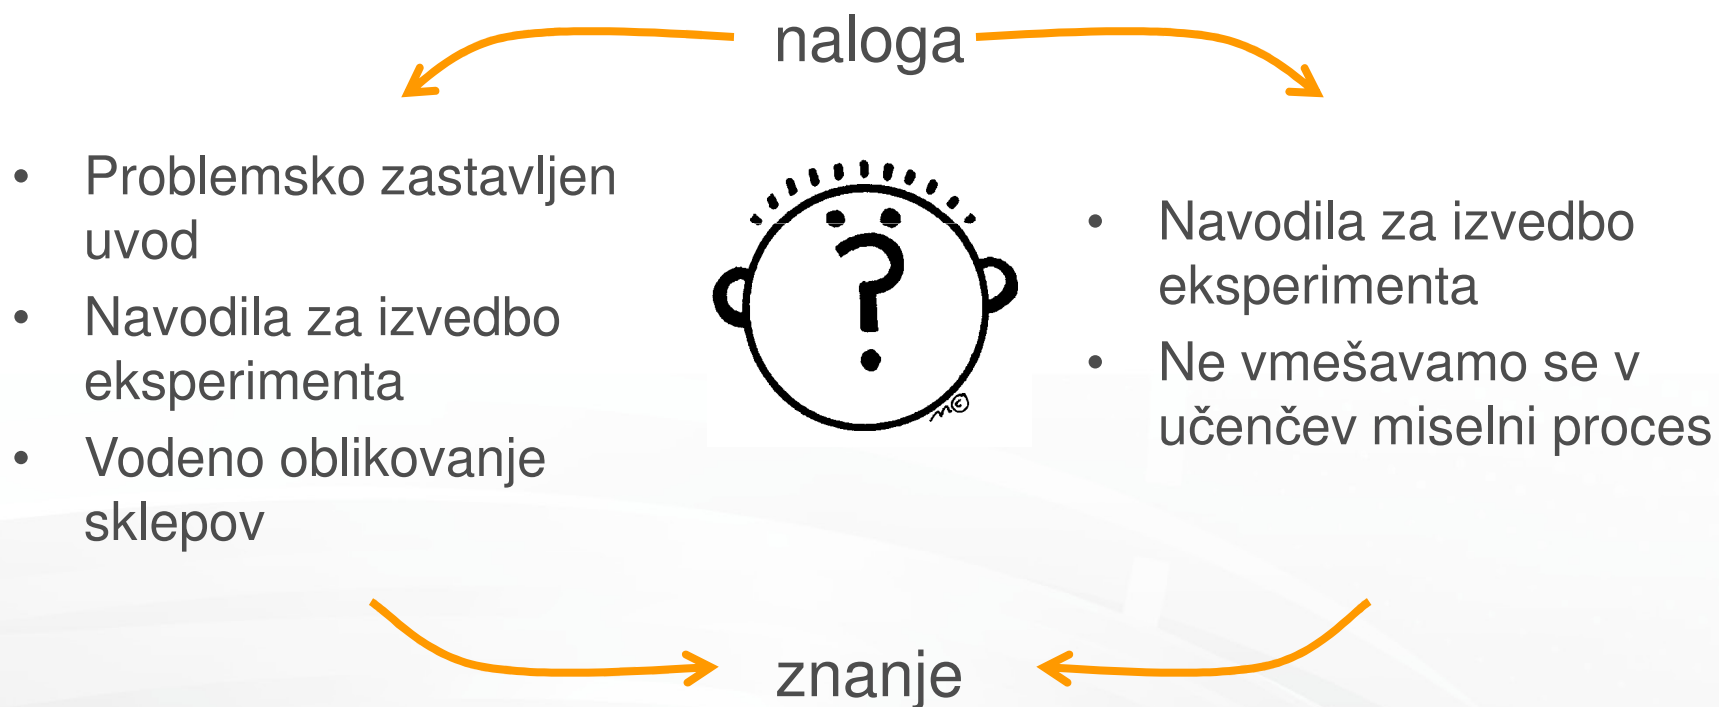 naloga
• Problemsko zastavljen
uvod
• Navodila za izvedbo
eksperimenta
• Vodeno oblikovanje
sklepov
?
• Navodila za izvedbo
eksperimenta
• Ne vmešavamo se v
učenčev miselni proces
znanje